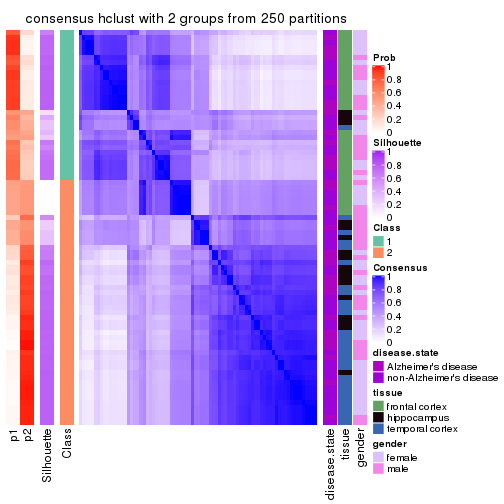 consensus hclust with 2 groups from 250 partitions
Prob
1
0.8
0.6
0.4
0.2
0
Silhouette
1
0.8
0.6
0.4
0.2
0
Class
1
2
Consensus
1
0.8
0.6
0.4
0.2
0
disease.state
Alzheimer's disease
non-Alzheimer's disease
tissue
frontal cortex
hippocampus
temporal cortex
gender
female
male
p1
p2
Silhouette
Class
disease.state
tissue
gender